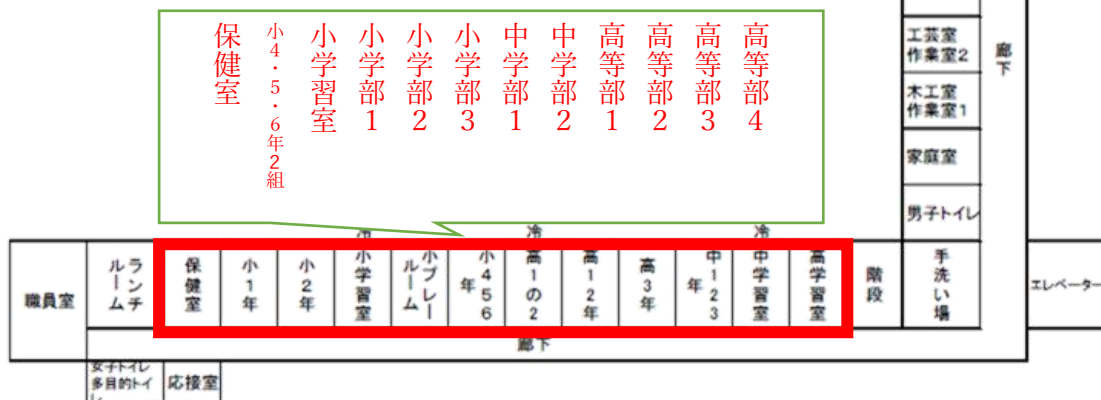 保健室
小4・5・6年2組
小学習室
小学部1
小学部2
小学部3
中学部1
中学部2
高等部1
高等部2
高等部3
高等部4
工芸室
作業室2
木工室
作業室1
家庭室
男子トイレ
廊下
冷
冷
職員室
ランチ
ルーム
保健室
小1年
小2年
小学習室
小プレー
ルーム
小456
年
高1の2
高12年
高3年
中123
年
中学習室
高学習室
階段
手洗い場
エレベーター
廊下
女子トイレ
多目的トイ
レ
応接室